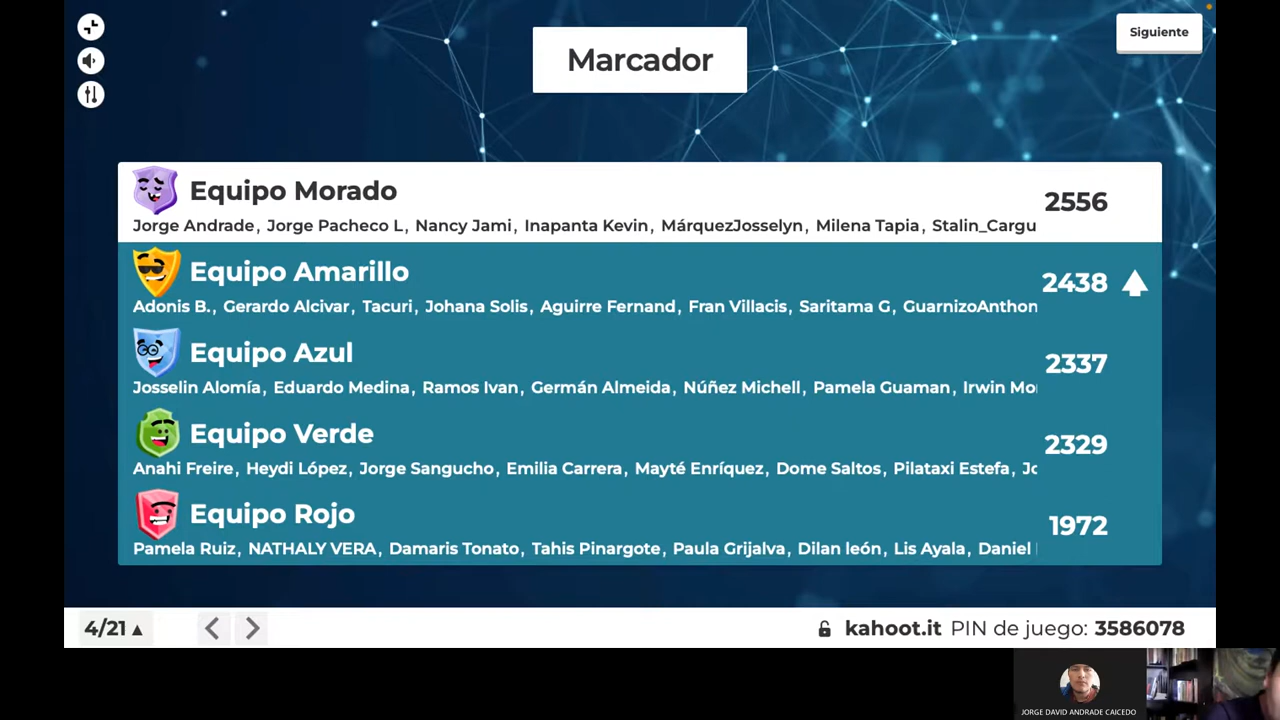 Siguiente
Marcador
Equipo Morado
2556
Jorge Andrade, Jorge Pacheco L, Nancy Jami, Inapanta Kevin, MárquezJosselyn, Milena Tapia, Stalin_Cargu
Equipo Amarillo
2438
Adonis B., Gerardo Alcivar, Tacuri, Johana Solis, Aguirre Fernand, Fran Villacis, Saritama G, GuarnizoAnthon
Equipo Azul
2337
Josselin Alomía, Eduardo Medina, Ramos Ivan, Germán Almeida, Núñez Michell, Pamela Guaman, Irwin Mo
Equipo Verde
2329
Anahi Freire, Heydi López, Jorge Sangucho, Emilia Carrera, Mayté Enríquez, Dome Saltos, Pilataxi Estefa, Jo
Equipo Rojo
1972
Pamela Ruiz, NATHALY VERA, Damaris Tonato, Tahis Pinargote, Paula Grijalva, Dilan león, Lis Ayala, Daniel
4/21 ▲
kahoot.it PIN de juego: 3586078
JORGE DAVID ANDRADE CAICEDO